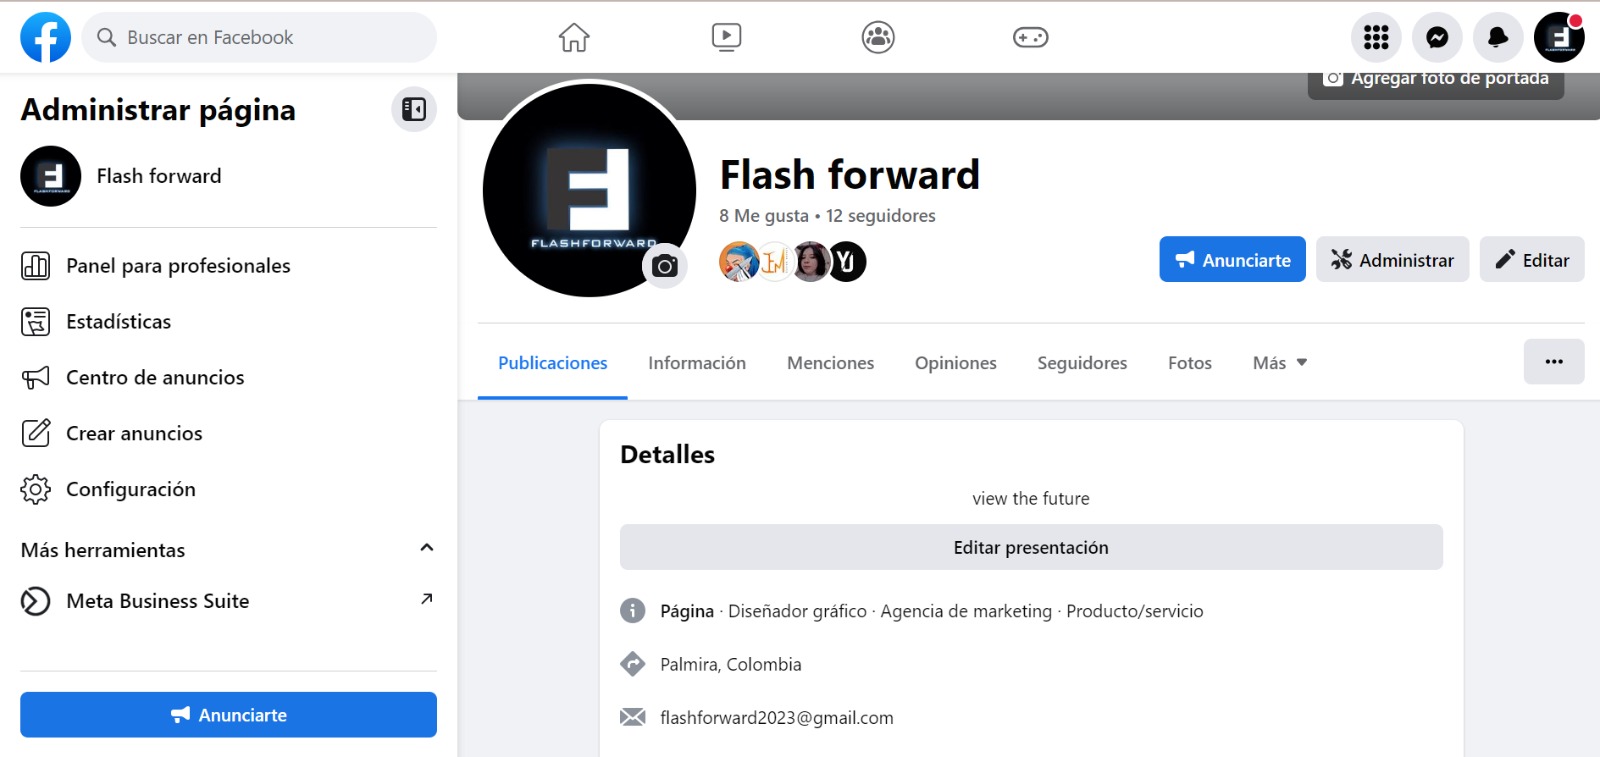 Buscar en Facebook
Administrar página
Flash forward
Panel para profesionales
Estadísticas
Centro de anuncios
Crear anuncios
Configuración
Más herramientas
Meta Business Suite
Anunciarte
Agregar foto de portada
FLASHFORWARD
Flash forward
8 Me gusta • 12 seguidores
Anunciarte Administrar Editar
Publicaciones Información Menciones Opiniones Seguidores Fotos Más
Detalles
view the future
Editar presentación
Página · Diseñador gráfico · Agencia de marketing · Producto/servicio
Palmira, Colombia
flashforward2023@gmail.com